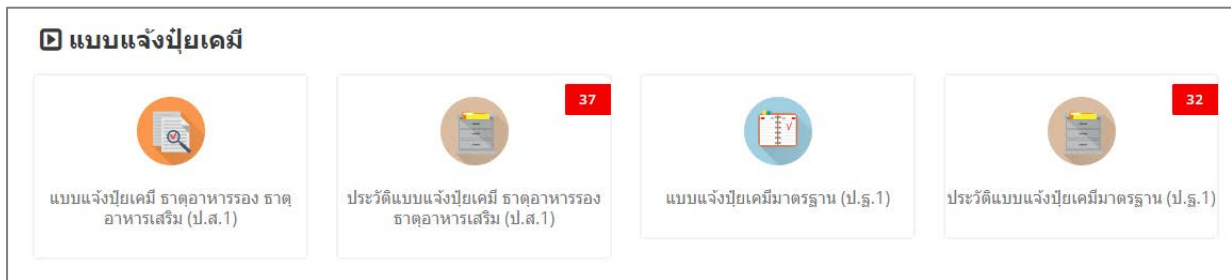 แบบแจ้งปุ๋ยเคมี
37
32
แบบแจ้งปุ๋ยเคมี ธาตุอาหารรอง ธาตุ
อาหารเสริม (ป.ส.1)
ประวัติแบบแจ้งปุ๋ยเคมี ธาตุอาหารรอง
ธาตุอาหารเสริม (ป.ส.1)
แบบแจ้งปุ๋ยเคมีมาตรฐาน (ป.ฐ.1)
ประวัติแบบแจ้งปุ๋ยเคมีมาตรฐาน (ป.ฐ.1)